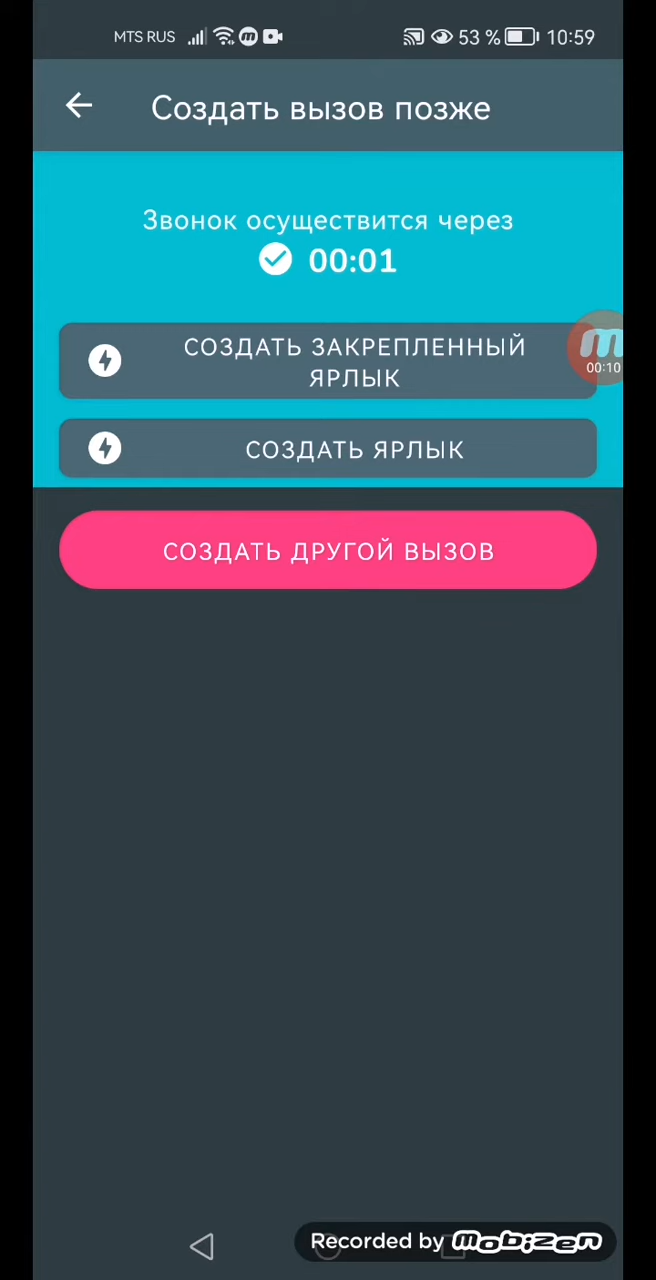 MTS RUS 53 % 10:59
Создать вызов позже
Звонок осуществится через
00:01
СОЗДАТЬ ЗАКРЕПЛЕННЫЙ
ЯРЛЫК
00:10
СОЗДАТЬ ЯРЛЫК
СОЗДАТЬ ДРУГОЙ ВЫЗОВ
Recorded by mobizen